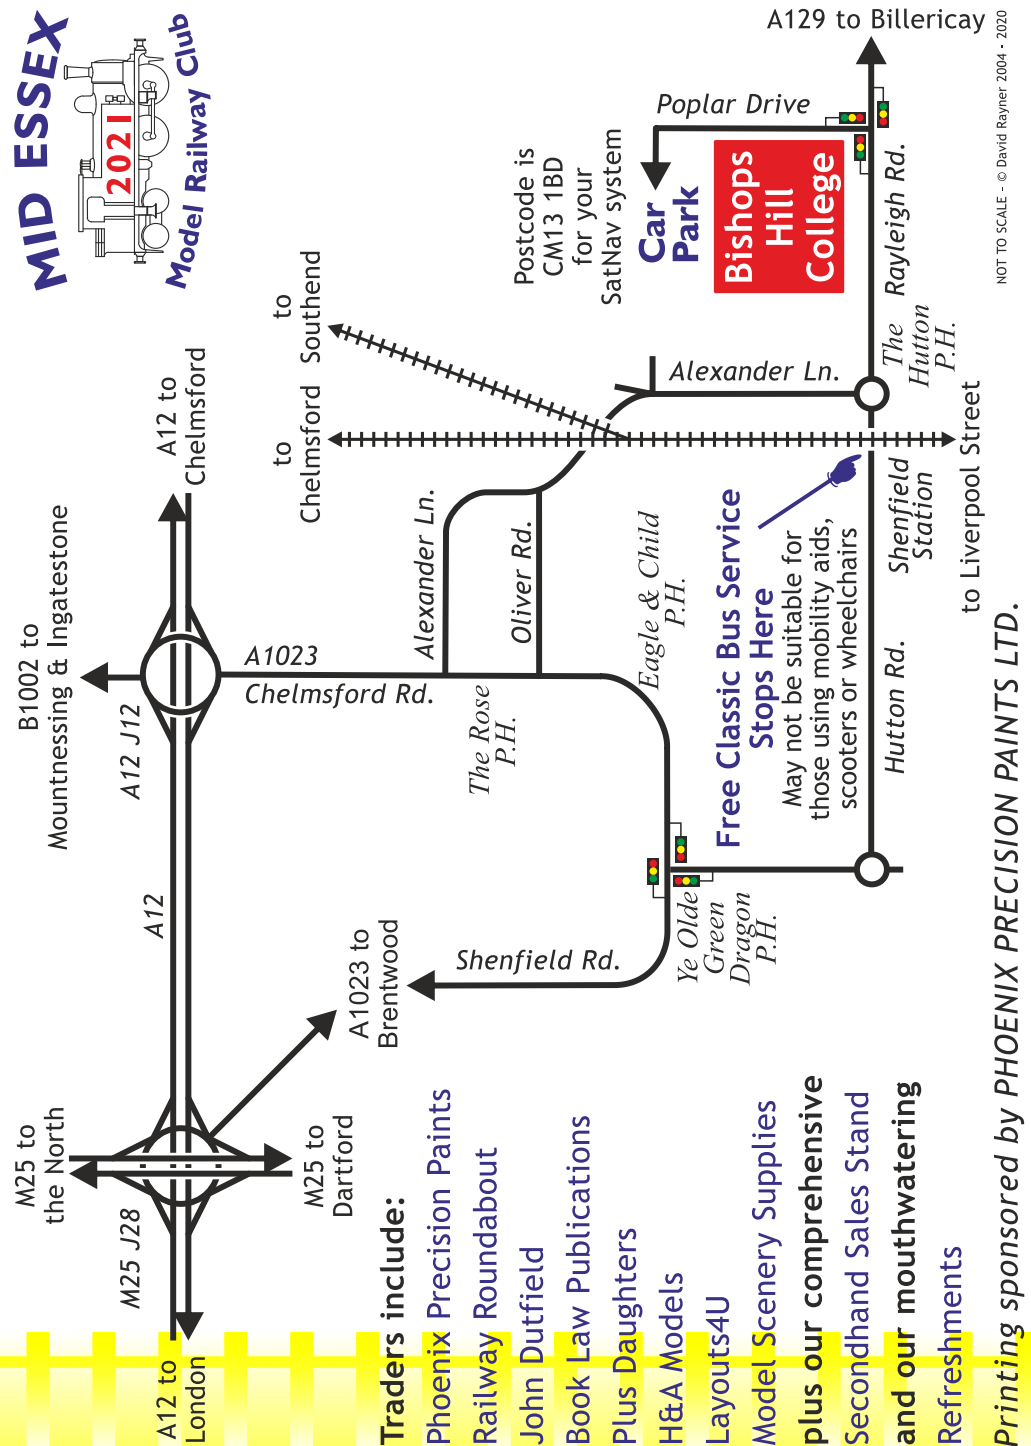 A12 to
London
M25 J28
M25 to
the North
M25 to
Dartford
A12
A12 J12
B1002 to
Mountnessing & Ingatestone
A12 to
Chelmsford
MID ESSEX
2021
Model Railway Club
A1023 to
Brentwood
Shenfield Rd.
A1023
Chelmsford Rd.
The Rose
P.H.
Alexander Ln.
Oliver Rd.
to
Chelmsford
to
Southend
Eagle & Child
P.H.
Ye Olde
Green
Dragon
P.H.
Alexander Ln.
Postcode is
CM13 1BD
for your
SatNav system
Car
Park
Poplar Drive
Bishops
Hill
College
A129 to Billericay
Free Classic Bus Service
Stops Here
May not be suitable for
those using mobility aids,
scooters or wheelchairs
Hutton Rd.
Shenfield
Station
to Liverpool Street
The
Hutton
P.H.
Rayleigh Rd.
NOT TO SCALE - © David Rayner 2004 - 2020
Traders include:
Phoenix Precision Paints
Railway Roundabout
John Dutfield
Book Law Publications
Plus Daughters
H&A Models
Layouts4U
Model Scenery Supplies
plus our comprehensive
Secondhand Sales Stand
and our mouthwatering
Refreshments
Printing sponsored by PHOENIX PRECISION PAINTS LTD.